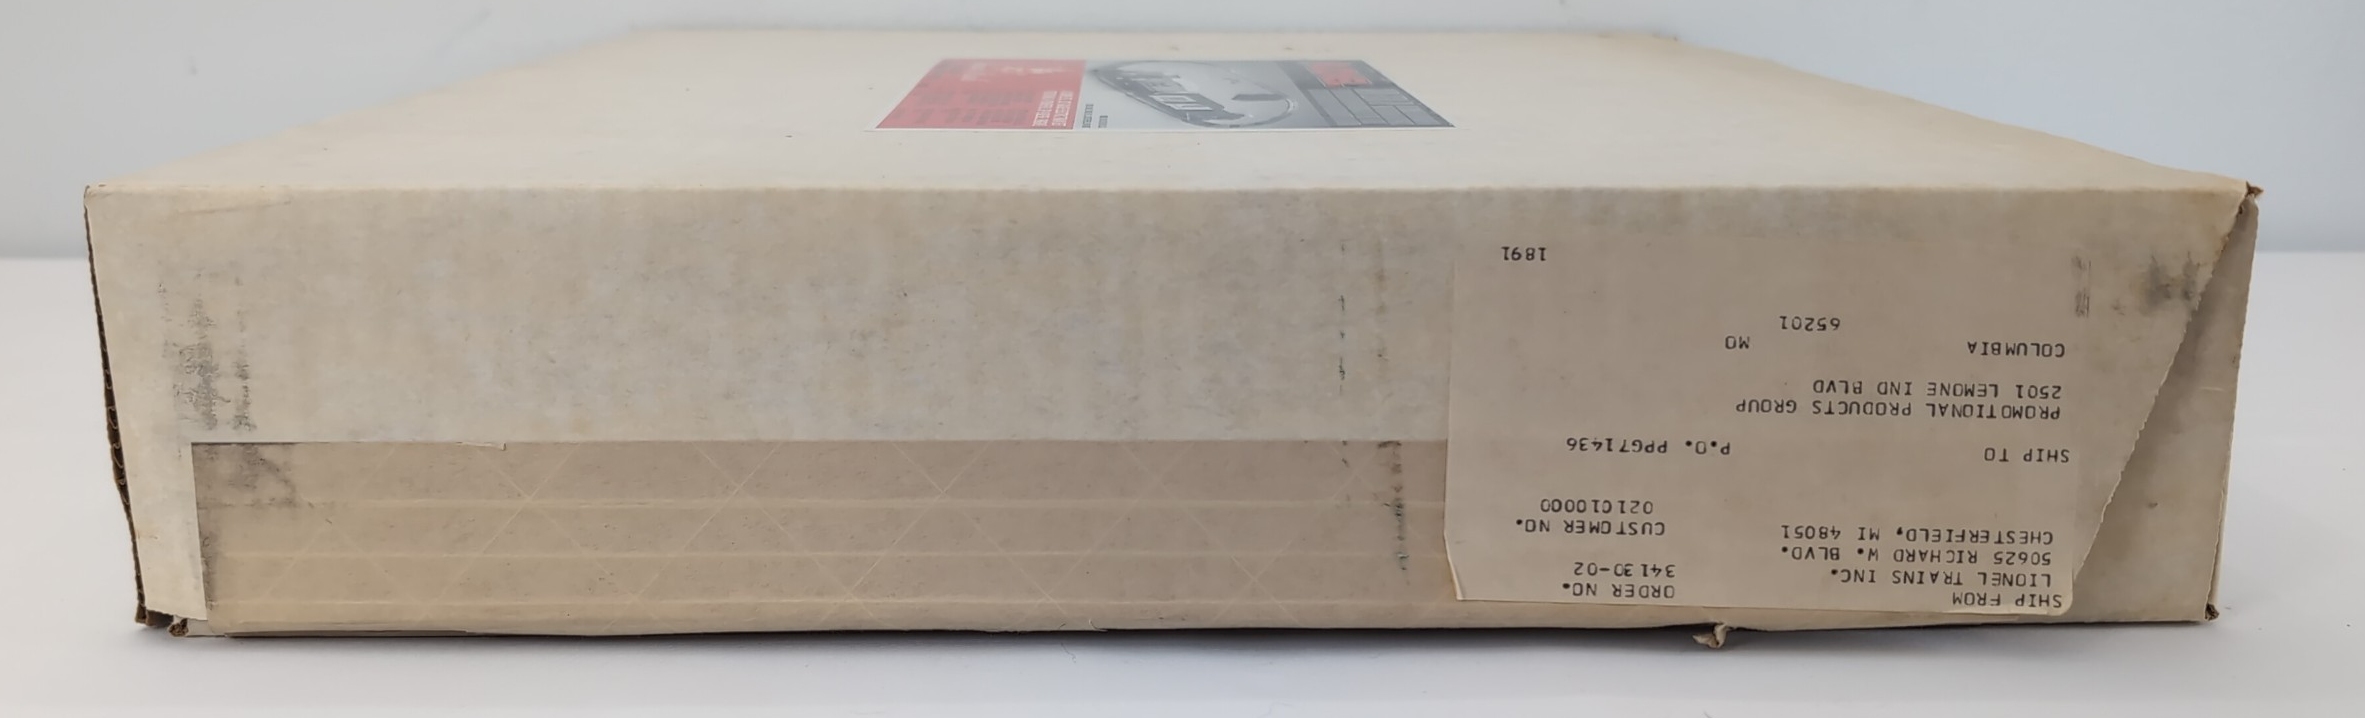 SHIP FROM
LIONEL TRAINS INC.
50625 RICHARD W. BLVD.
CHESTERFIELD, MI 48051
ORDER NO.
34130-02
CUSTOMER NO.
021C10000
SHIP TO
P.O. PPG71436
PROMOTIONAL PRODUCTS GROUP
2501 LEMONE IND BLVD
COLUMBIA MO
65201
1891